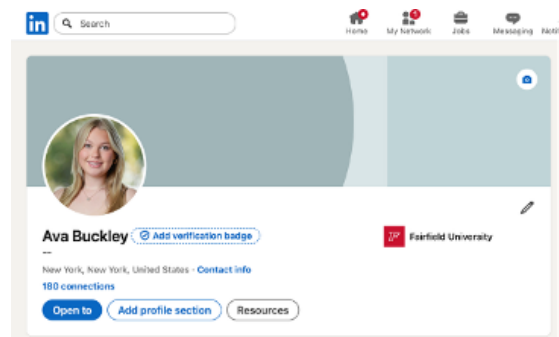 in
Search
Home My Network Jobs Messaging Notif
Ava Buckley Add verification badge
--
Fairfield University
New York, New York, United States · Contact info
180 connections
Open to Add profile section Resources